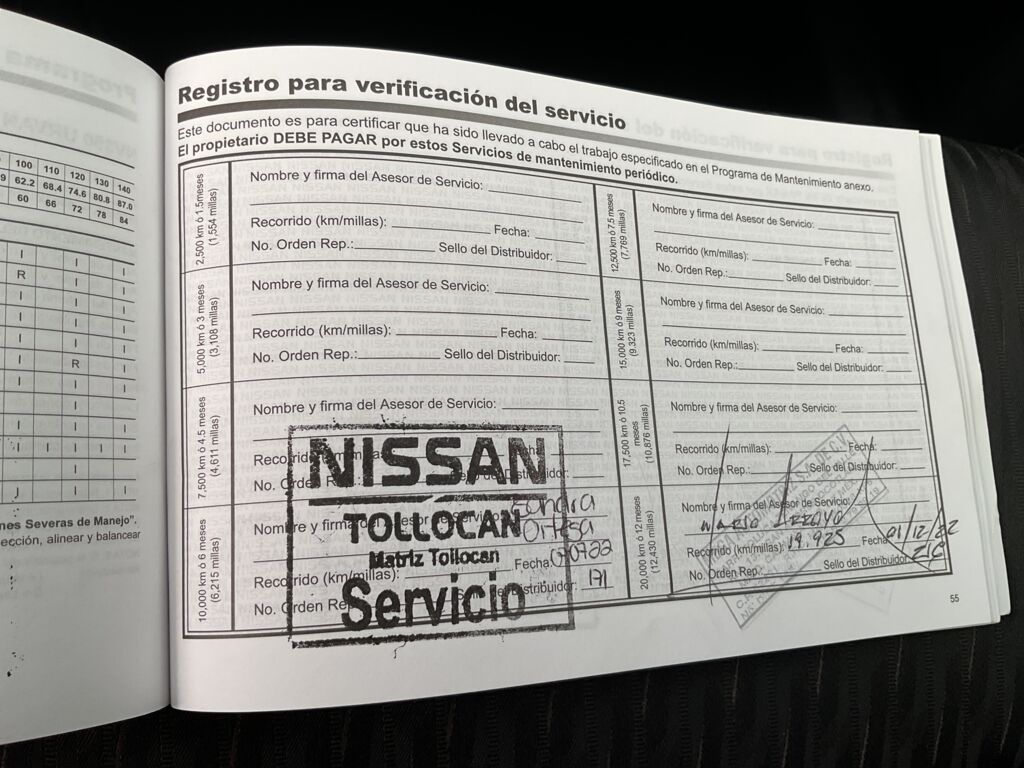 100 110 120 130 140
62.2 68.4 74.6 80.8 87.0
60 66 72 78 84
I I I
R I I
I I I
I I I
I I I
I I I
I R I
I
I
I
I
J I I
nes Severas de Manejo".
ección, alinear y balancear
Registro para verificación del servicio
Este documento es para certificar que ha sido llevado a cabo el trabajo especificado en el Programa de Mantenimiento anexo.
El propietario DEBE PAGAR por estos Servicios de mantenimiento periódico.
2,500 km ó 1.5meses
(1,554 millas)
Nombre y firma del Asesor de Servicio:
Recorrido (km/millas): Fecha:
No. Orden Rep.: Sello del Distribuidor:
5,000 km ó 3 meses
(3,108 millas)
Nombre y firma del Asesor de Servicio:
Recorrido (km/millas): Fecha:
No. Orden Rep.: Sello del Distribuidor:
7,500 km ó 4.5 meses
(4,611 millas)
Nombre y firma del Asesor de Servicio:
10,000 km ó 6 meses
(6,215 millas)
Fecha: 070722
Recorrido (km/millas):
171
No. Orden Re
NISSAN
TOLLOCAN
Matriz Tollocan
Servicio
12,500 km ó 7.5 meses
(7,769 millas)
Nombre y firma del Asesor de Servicio:
Recorrido (km/millas): Fecha:
No. Orden Rep.: Sello del Distribuidor:
15,000 km ó 9 meses
(9,323 millas)
Nombre y firma del Asesor de Servicio:
Recorrido (km/millas): Fecha:
No. Orden Rep.: Sello del Distribuidor:
17,500 km ó 10.5
meses
(10,876 millas)
Nombre y firma del Asesor de Servicio:
Recorrido (km/millas): Fecha:
No. Orden Rep.: Sello del Distribuidor:
20,000 km ó 12 meses
(12,430 millas)
Nombre y firma del Asesor de Servicio:
Mario Arroyo
Recorrido (km/millas): 19.925 Fecha 01/12/22
No. Orden Rep.: Sello del Distribuidor
55